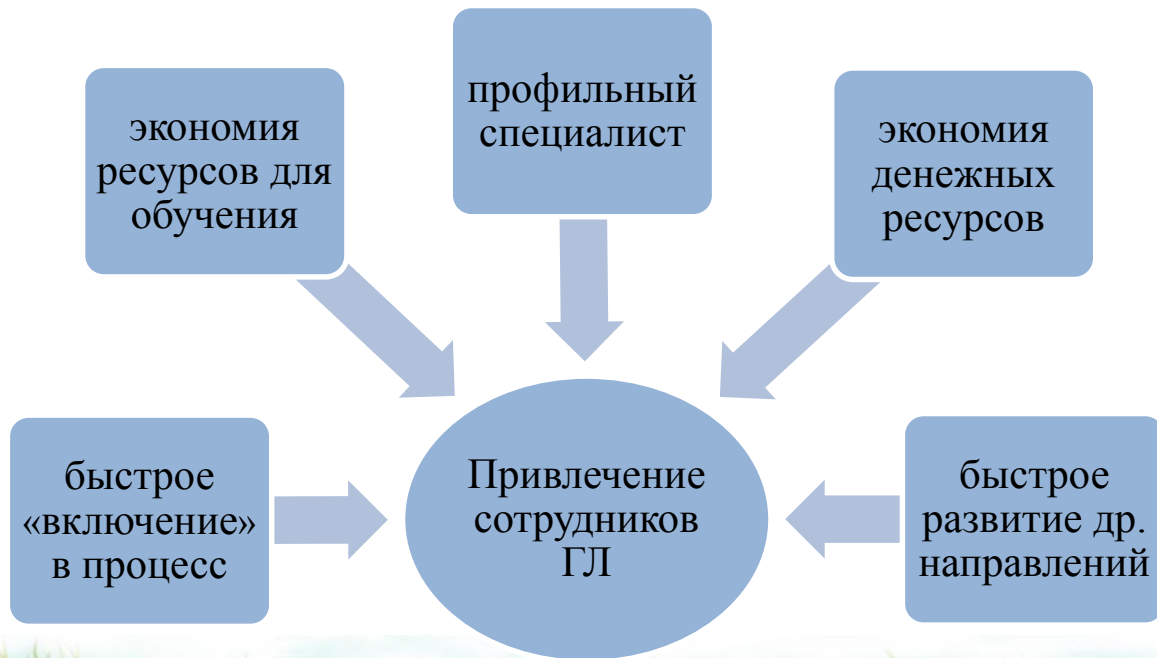 экономия
ресурсов для
обучения
профильный
специалист
экономия
денежных
ресурсов
быстрое
«включение»
в процесс
Привлечение
сотрудников
ГЛ
быстрое
развитие др.
направлений